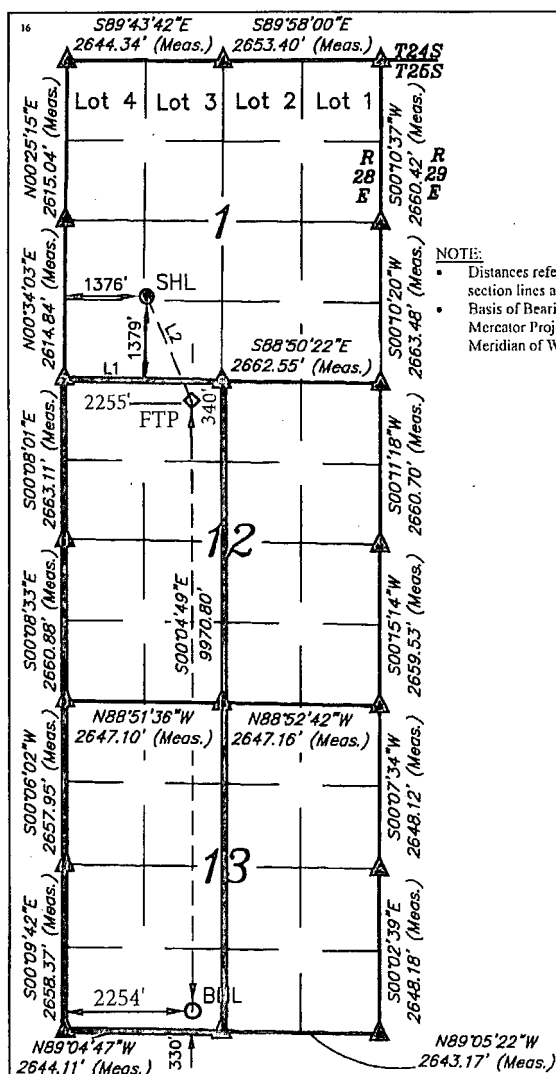 16
S89°43'42"E
2644.34' (Meas.)
S89°58'00"E
2653.40' (Meas.)
T24S
T25S
Lot 4
Lot 3
Lot 2
Lot 1
N00°25'15"E
2615.04' (Meas.)
S00°10'37"W
2660.42' (Meas.)
R
28
E
R
29
E
1
NOTE:
• Distances refe
section lines a
• Basis of Beari
Mercator Proj
Meridian of W
N00°34'03"E
2614.84' (Meas.)
1376'
SHL
1379'
L2
L1
S88°50'22"E
2662.55' (Meas.)
S00°10'20"W
2663.48' (Meas.)
2255'
FTP
340'
S00°08'01"E
2663.11' (Meas.)
S00°11'18"W
2660.70' (Meas.)
12
S00°04'49"E
9970.80'
S00°08'33"E
2660.88' (Meas.)
S00°15'14"W
2659.53' (Meas.)
N88°51'36"W
2647.10' (Meas.)
N88°52'42"W
2647.16' (Meas.)
S00°06'02"W
2657.95' (Meas.)
S00°07'34"W
2648.12' (Meas.)
13
S00°09'42"E
2658.37' (Meas.)
S00°02'39"E
2648.18' (Meas.)
2254'
BHL
330'
N89°04'47"W
2644.11' (Meas.)
N89°05'22"W
2643.17' (Meas.)